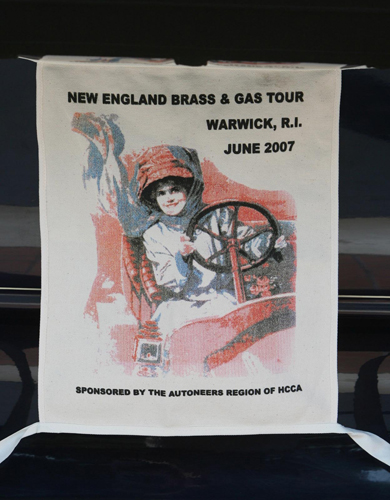 NEW ENGLAND BRASS & GAS TOUR
WARWICK, R.I.
JUNE 2007
SPONSORED BY THE AUTONEERS REGION OF HCCA